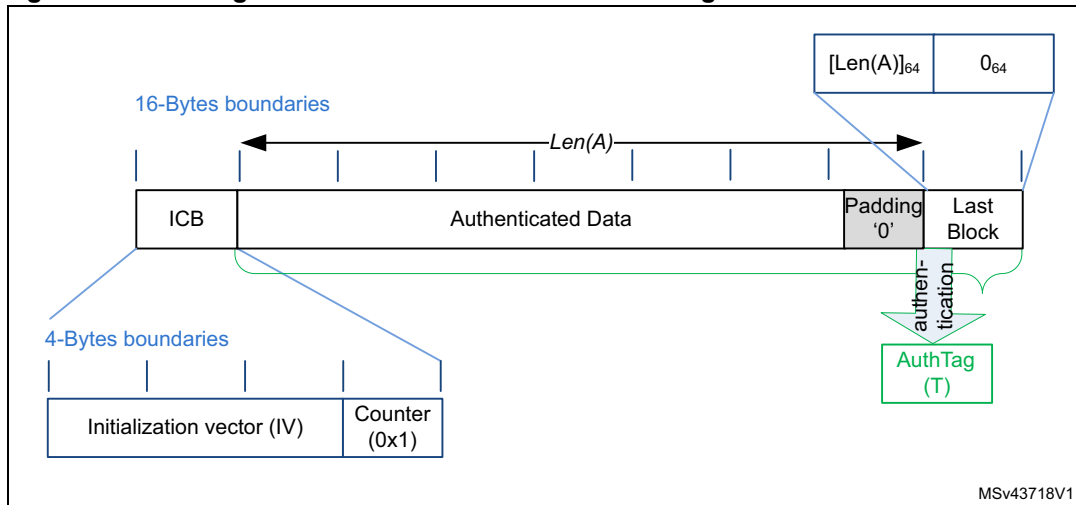 [Len(A)]64
064
16-Bytes boundaries
Len(A)
ICB
Authenticated Data
Padding
‘0’
Last
Block
authen-
tication
4-Bytes boundaries
AuthTag
(T)
Initialization vector (IV)
Counter
(0x1)
MSv43718V1